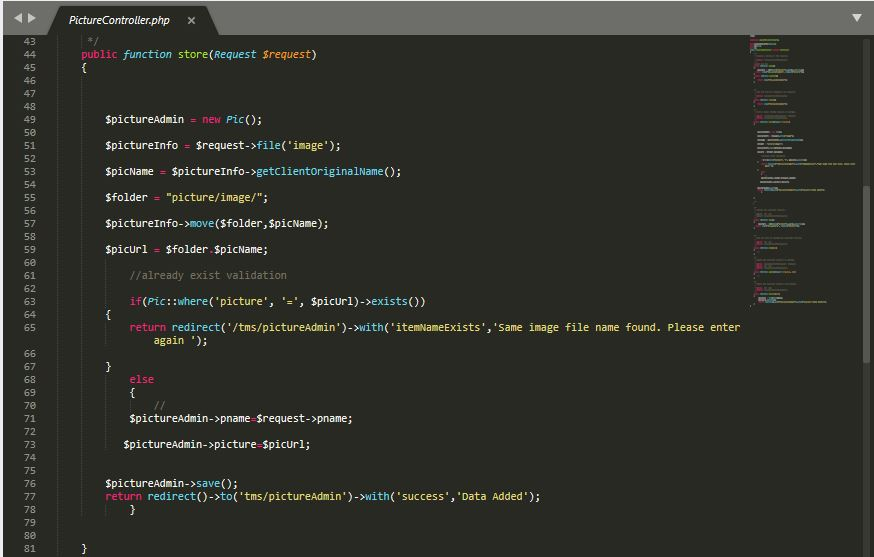 PictureController.php ×
43 */
44 public function store(Request $request)
45 {
46
47
48
49 $pictureAdmin = new Pic();
50
51 $pictureInfo = $request->file('image');
52
53 $picName = $pictureInfo->getClientOriginalName();
54
55 $folder = "picture/image/";
56
57 $pictureInfo->move($folder,$picName);
58
59 $picUrl = $folder.$picName;
60
61 //already exist validation
62
63 if(Pic::where('picture', '=', $picUrl)->exists())
64 {
65 return redirect('/tms/pictureAdmin')->with('itemNameExists','Same image file name found. Please enter
again ');
66
67 }
68 else
69 {
70 //
71 $pictureAdmin->pname=$request->pname;
72
73 $pictureAdmin->picture=$picUrl;
74
75
76 $pictureAdmin->save();
77 return redirect()->to('tms/pictureAdmin')->with('success','Data Added');
78 }
79
80
81 }